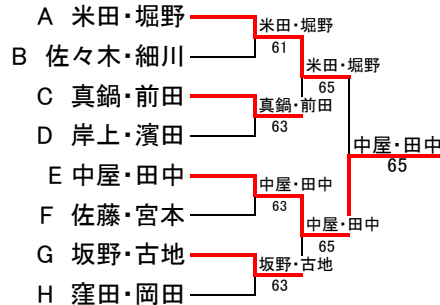 A 米田・堀野
B 佐々木・細川
C 真鍋・前田
D 岸上・濱田
E 中屋・田中
F 佐藤・宮本
G 坂野・古地
H 窪田・岡田
米田・堀野
61
真鍋・前田
63
中屋・田中
63
坂野・古地
63
米田・堀野
65
中屋・田中
65
中屋・田中
65